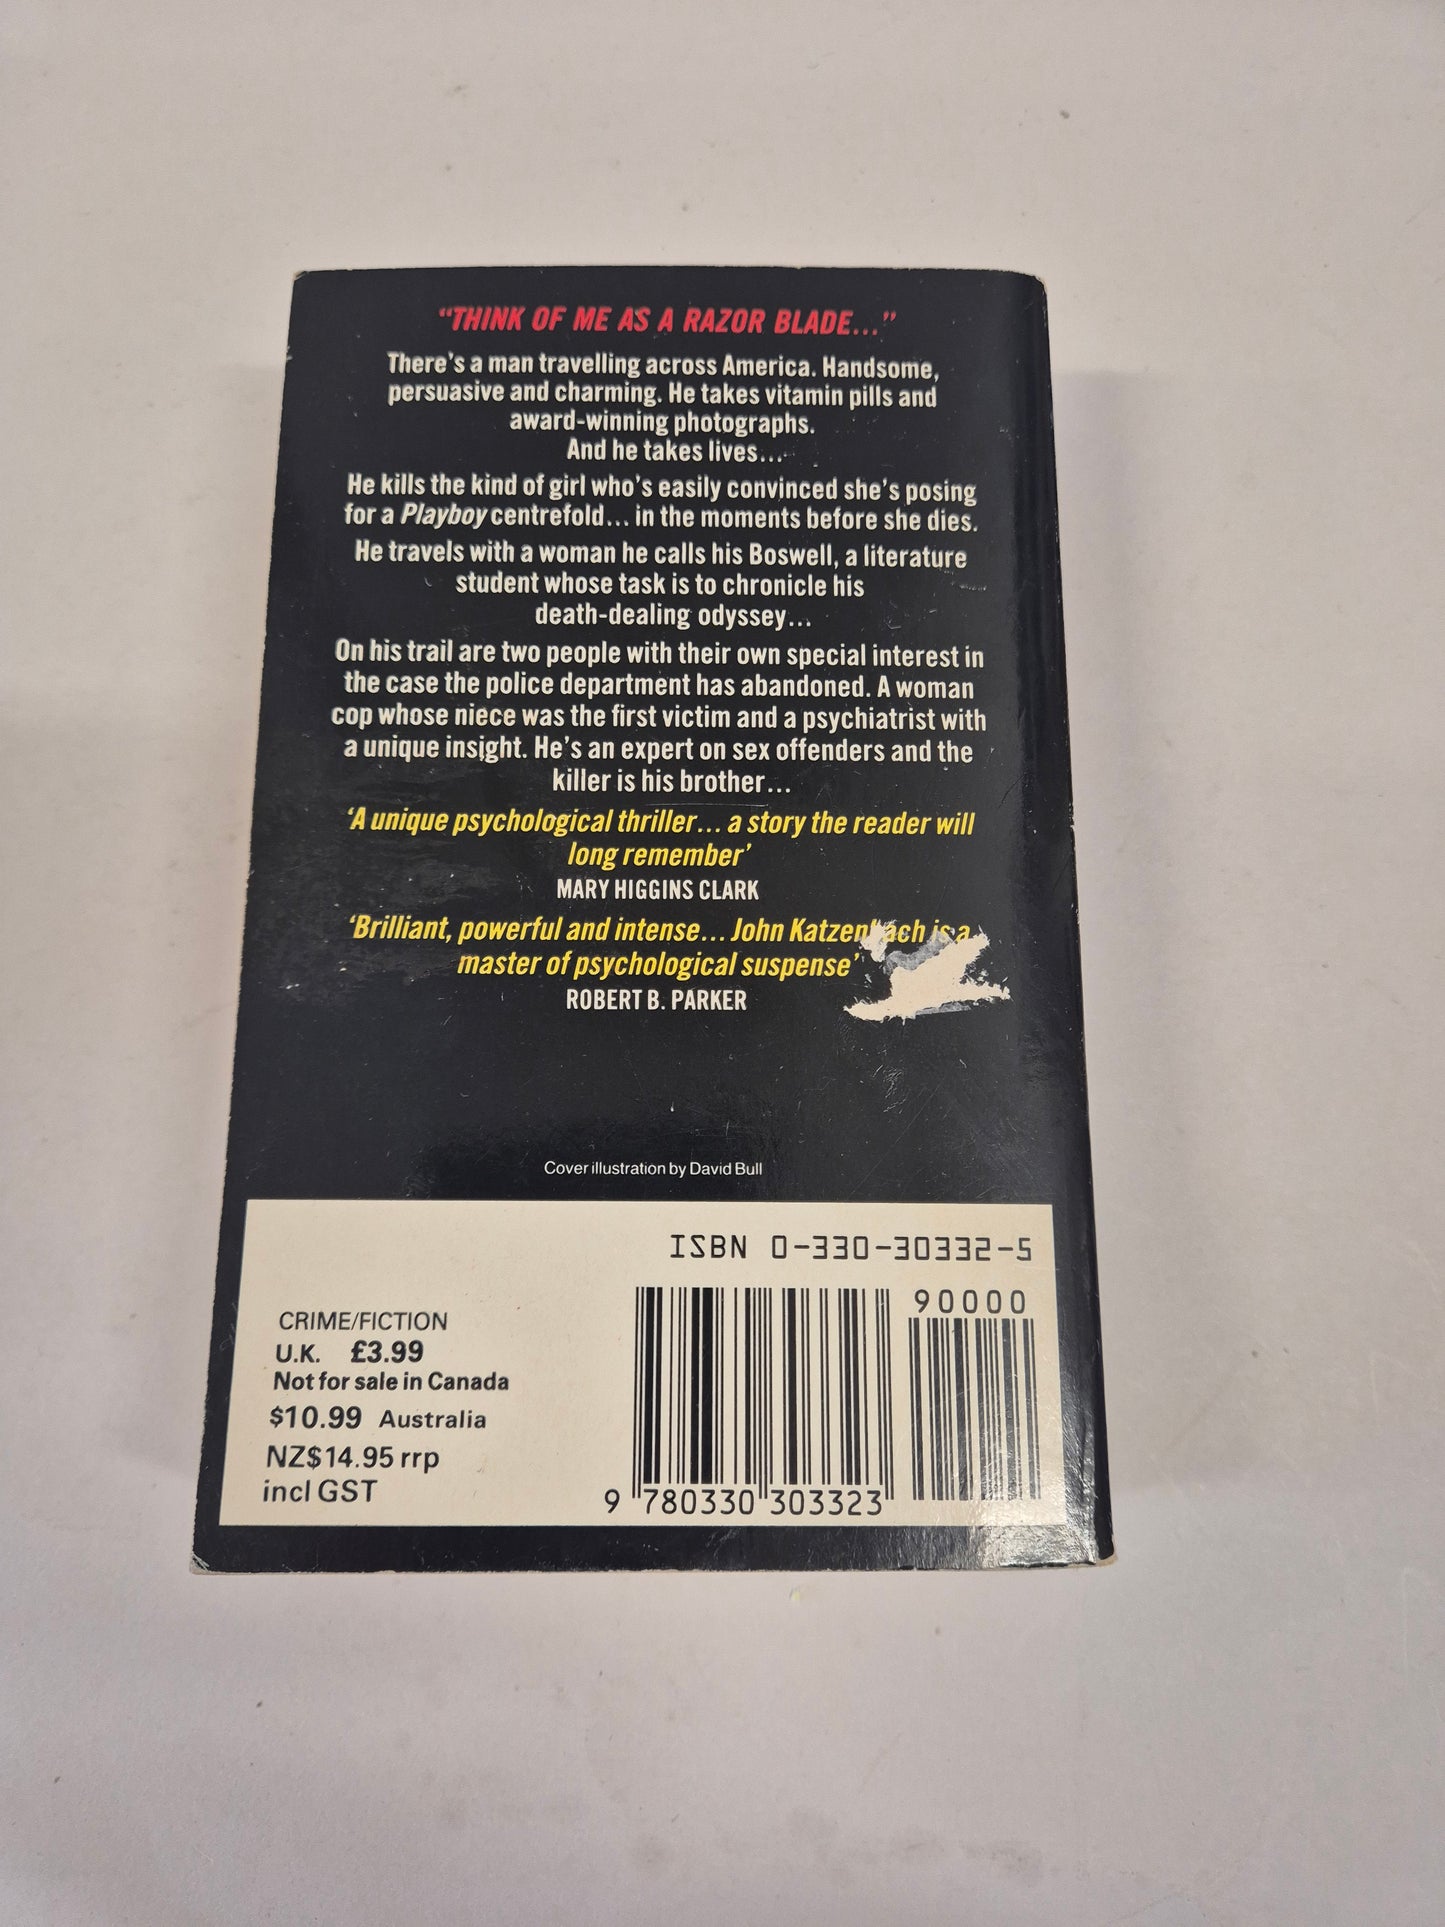 “THINK OF ME AS A RAZOR BLADE...”
There’s a man travelling across America. Handsome,
persuasive and charming. He takes vitamin pills and
award-winning photographs.
And he takes lives...
He kills the kind of girl who’s easily convinced she’s posing
for a Playboy centrefold... in the moments before she dies.
He travels with a woman he calls his Boswell, a literature
student whose task is to chronicle his
death-dealing odyssey...
On his trail are two people with their own special interest in
the case the police department has abandoned. A woman
cop whose niece was the first victim and a psychiatrist with
a unique insight. He’s an expert on sex offenders and the
killer is his brother...
‘A unique psychological thriller... a story the reader will
long remember’
MARY HIGGINS CLARK
‘Brilliant, powerful and intense... John Katzenbach is a
master of psychological suspense’
ROBERT B. PARKER
Cover illustration by David Bull
ISBN 0-330-30332-5
90000
CRIME/FICTION
U.K. £3.99
Not for sale in Canada
$10.99 Australia
NZ$14.95 rrp
incl GST
9 780330 303323